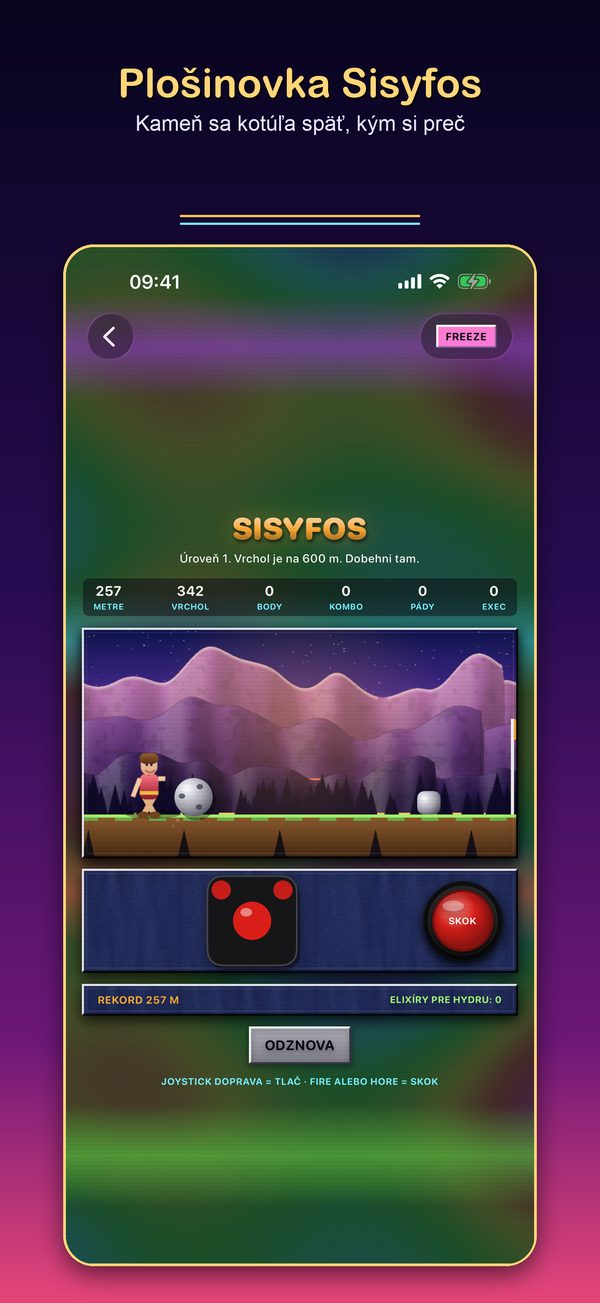 Plošinovka Sisyfos
Kameň sa kotúľa späť, kým si preč
09:41
FREEZE
SISYFOS
Úroveň 1. Vrchol je na 600 m. Dobehni tam.
257 342 0 0 0 0
METRE VRCHOL BODY KOMBO PÁDY EXEC
SKOK
REKORD 257 M ELIXÍRY PRE HYDRU: 0
ODZNOVA
JOYSTICK DOPRAVA = TLAČ · FIRE ALEBO HORE = SKOK